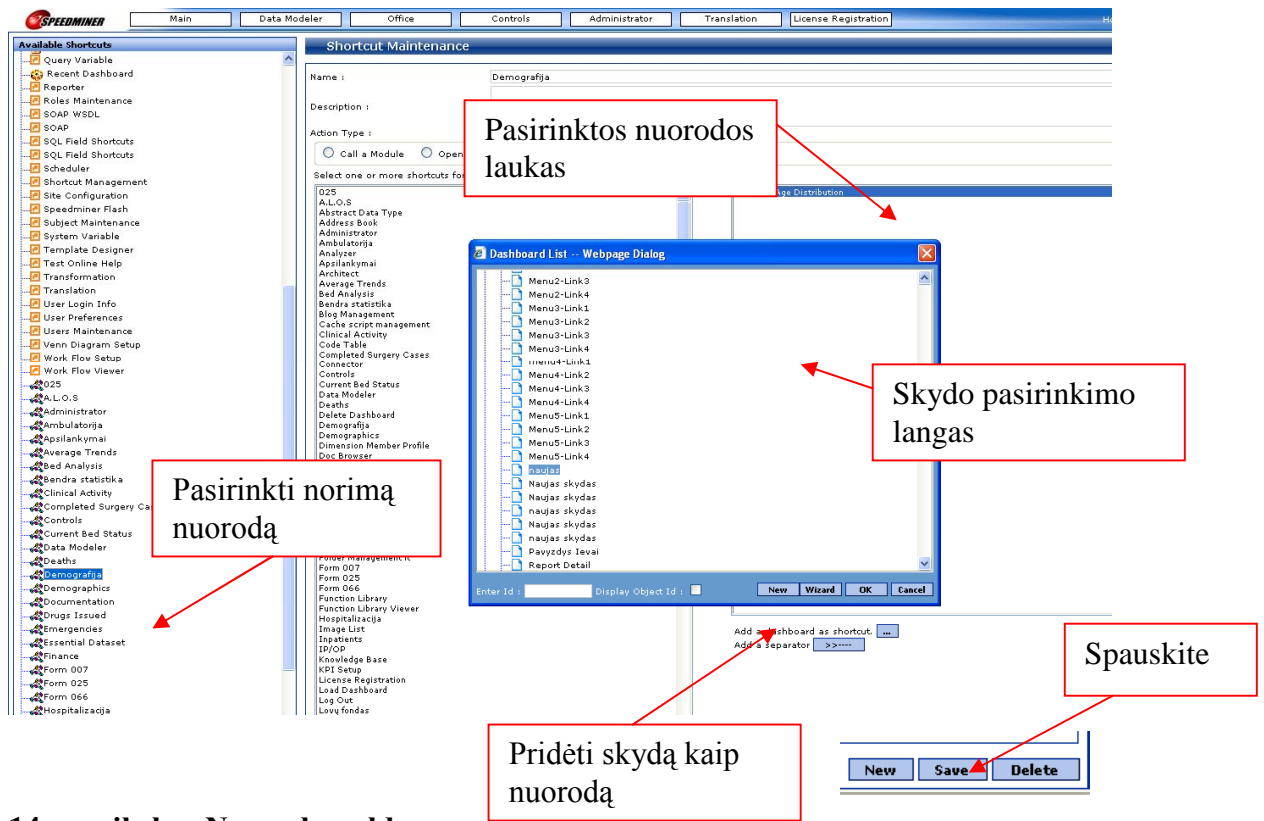 SPEEDMINER
Main
Data Modeler
Office
Controls
Administrator
Translation
License Registration
Available Shortcuts
Query Variable
Recent Dashboard
Reporter
Roles Maintenance
SOAP WSDL
SOAP
SQL Field Shortcuts
SQL Field Shortcuts
Scheduler
Shortcut Management
Site Configuration
Speedminer Flash
Subject Maintenance
System Variable
Template Designer
Test Online Help
Transformation
Translation
User Login Info
User Preferences
Users Maintenance
Venn Diagram Setup
Work Flow Setup
Work Flow Viewer
025
A.L.O.S
Administrator
Ambulatorija
Apsilankymai
Average Trends
Bed Analysis
Bendra statistika
Clinical Activity
Completed Surgery Ca
Controls
Current Bed Status
Data Modeler
Deaths
Demografija
Demographics
Documentation
Drugs Issued
Emergencies
Essential Dataset
Finance
Form 007
Form 025
Form 066
Hospitalizacija
Shortcut Maintenance
Name :
Demografija
Description :
Action Type :
Call a Module
Open
Select one or more shortcuts for
025
A.L.O.S
Abstract Data Type
Address Book
Administrator
Ambulatorija
Analyzer
Apsilankymai
Architect
Average Trends
Bed Analysis
Bendra statistika
Blog Management
Cache script management
Clinical Activity
Code Table
Completed Surgery Cases
Connector
Controls
Current Bed Status
Data Modeler
Deaths
Delete Dashboard
Demografija
Demographics
Dimension Member Profile
Doc Browser
Form 007
Form 025
Form 066
Function Library
Function Library Viewer
Hospitalizacija
Image List
Inpatients
IP/OP
Knowledge Base
KPI Setup
License Registration
Load Dashboard
Log Out
Lovų fondas
Age Distribution
Dashboard List -- Webpage Dialog
Menu2-Link3
Menu2-Link4
Menu3-Link1
Menu3-Link2
Menu3-Link3
Menu3-Link4
Menu4-Link1
Menu4-Link2
Menu4-Link3
Menu4-Link4
Menu5-Link1
Menu5-Link2
Menu5-Link3
Menu5-Link4
naujas
Naujas skydas
Naujas skydas
naujas skydas
Naujas skydas
naujas skydas
Pavyzdys Ievai
Report Detail
Enter Id :
Display Object Id :
New
Wizard
OK
Cancel
Add a dashboard as shortcut.
...
Add a separator
>>----
Pasirinktos nuorodos
laukas
Skydo pasirinkimo
langas
Pasirinkti norimą
nuorodą
Spauskite
Pridėti skydą kaip
nuorodą
New
Save
Delete